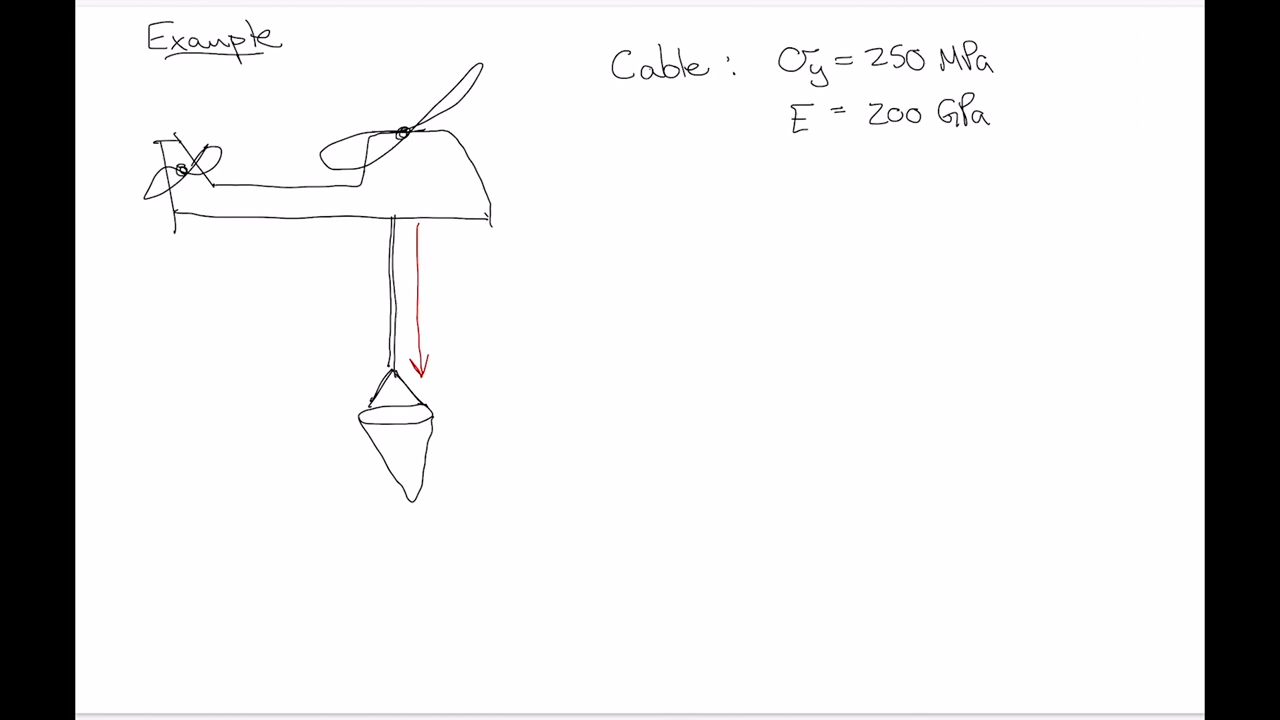 Example
Cable : σy = 250 MPa
E = 200 GPa